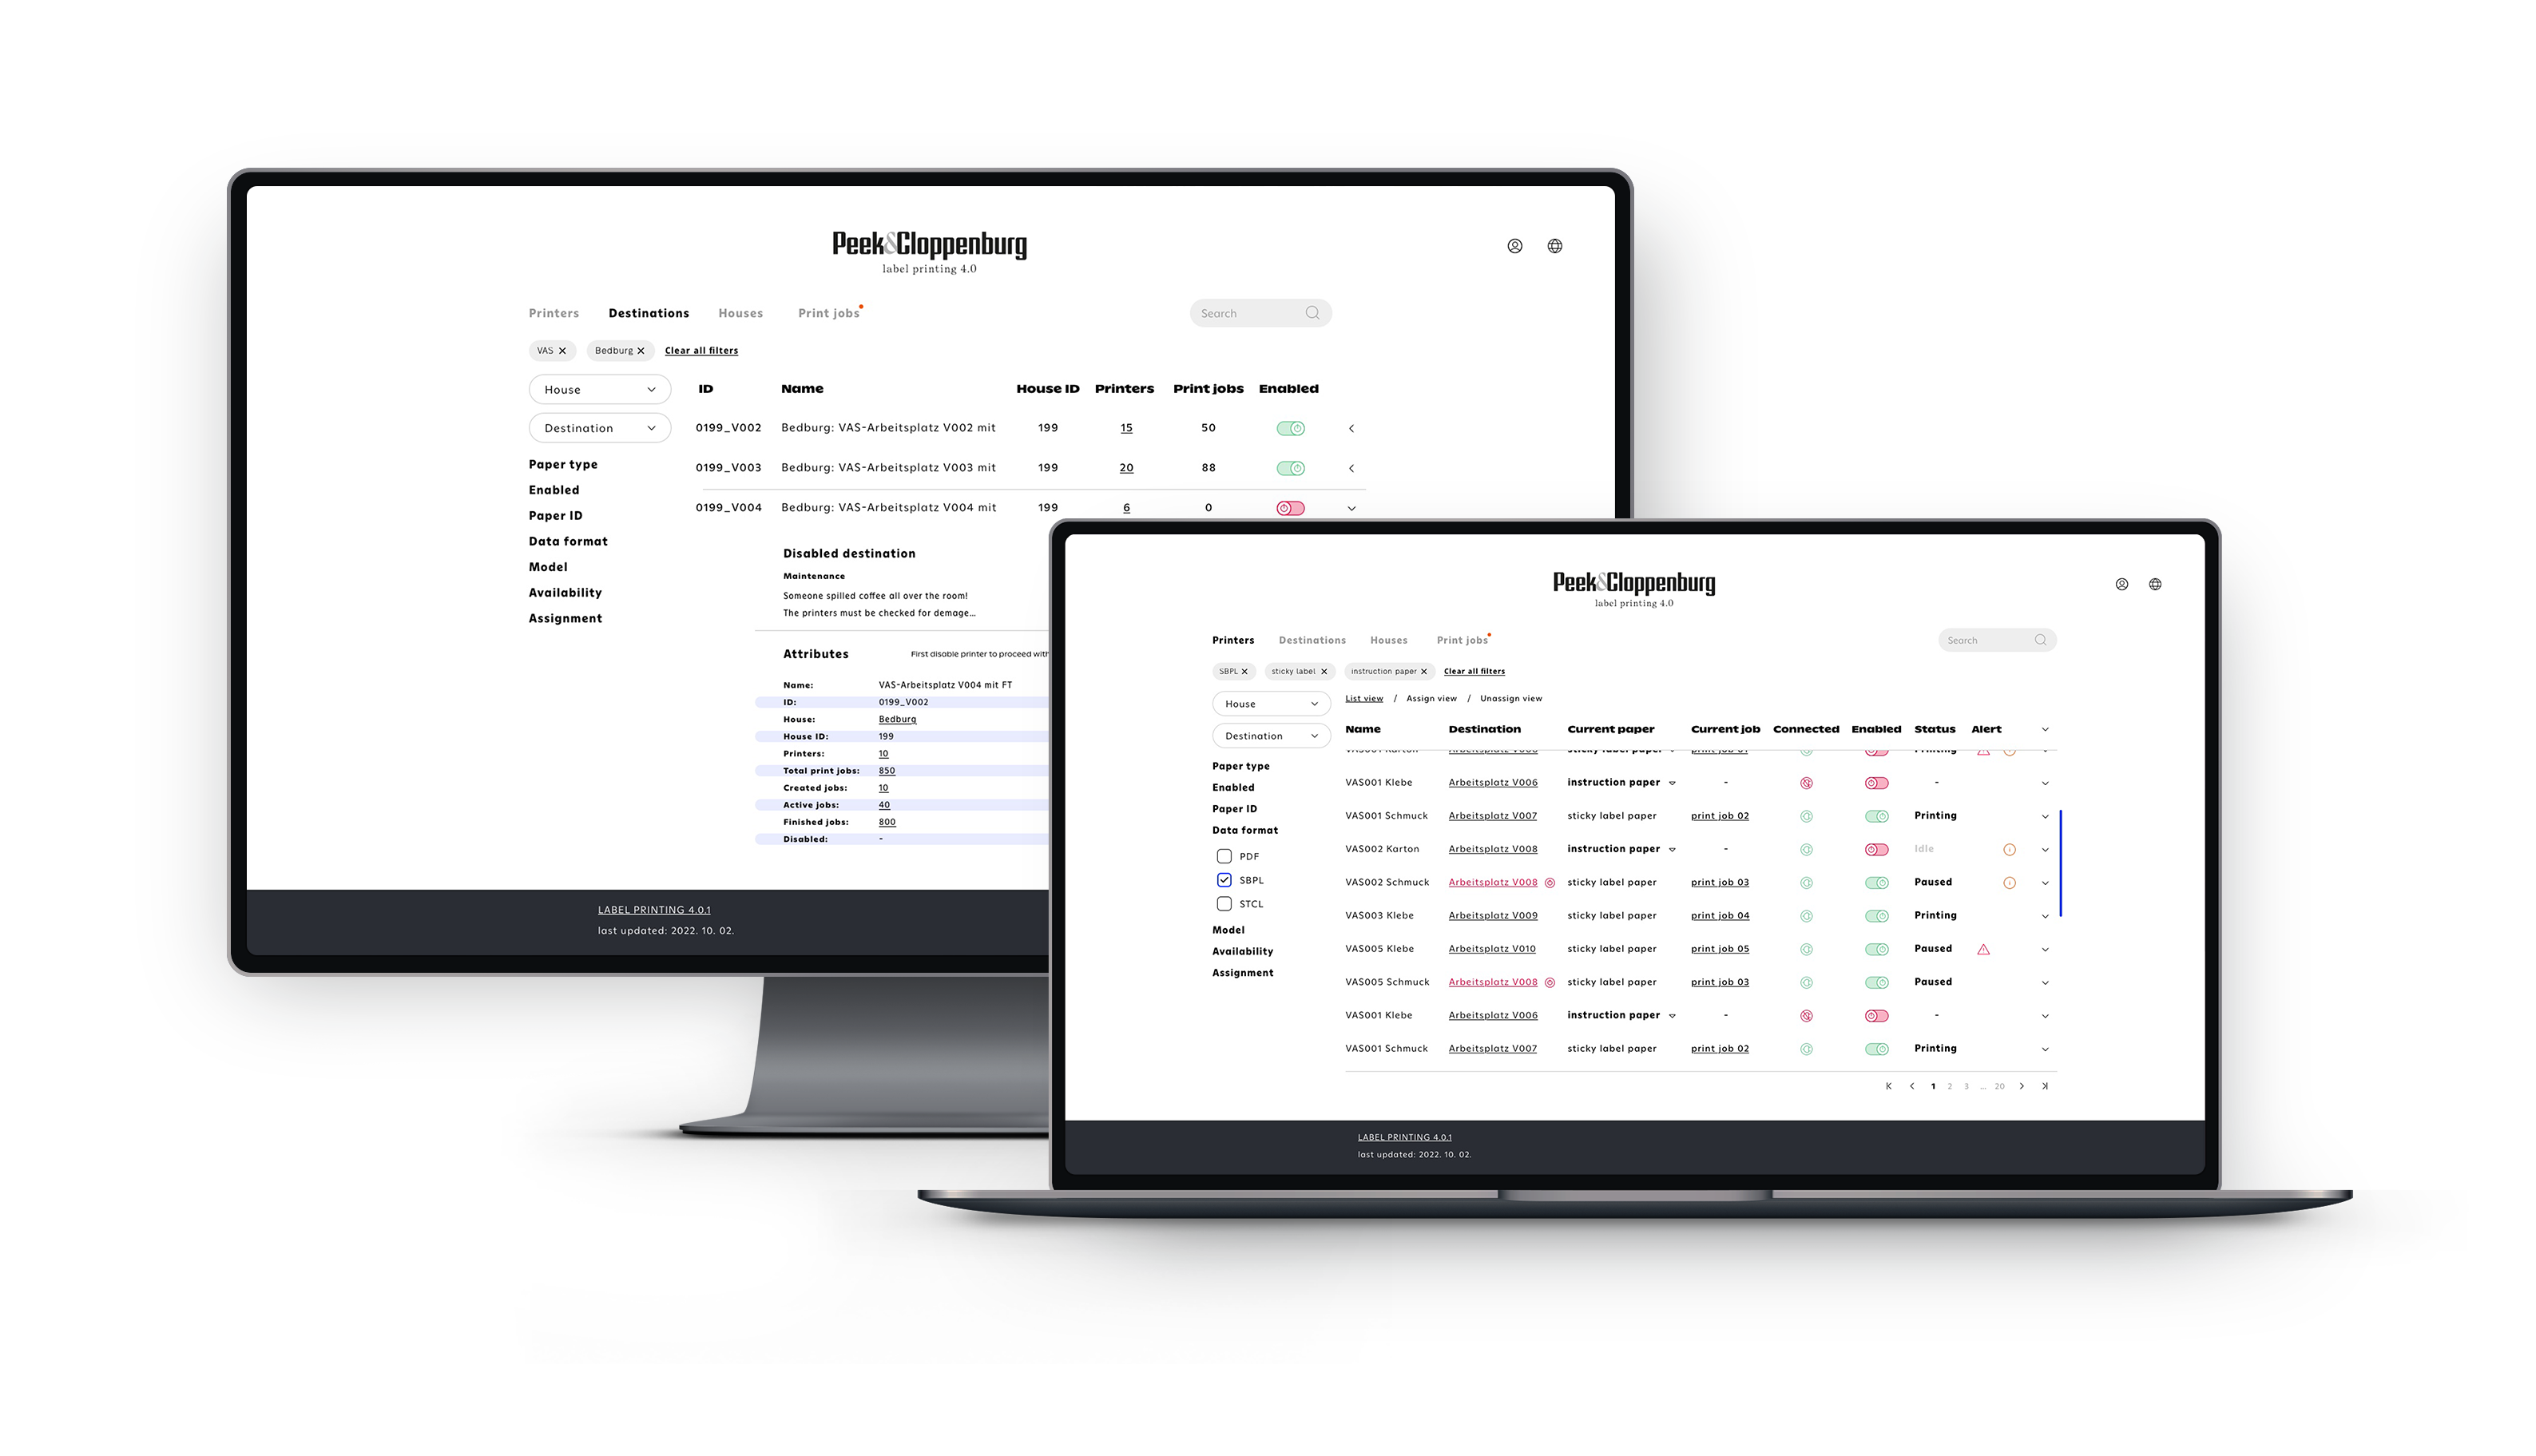 Peek&Cloppenburg
label printing 4.0
Printers Destinations Houses Print jobs Search
VAS Bedburg Clear all filters
House ID Name House ID Printers Print jobs Enabled
Destination 0199_V002 Bedburg: VAS-Arbeitsplatz V002 mit 199 15 50
Paper type 0199_V003 Bedburg: VAS-Arbeitsplatz V003 mit 199 20 88
Enabled
Paper ID 0199_V004 Bedburg: VAS-Arbeitsplatz V004 mit 199 6 0
Data format
Model
Availability
Assignment
Disabled destination
Maintenance
Someone spilled coffee all over the room!
The printers must be checked for demage...
Attributes First disable printer to proceed with
Name: VAS-Arbeitsplatz V004 mit FT
ID: 0199_V002
House: Bedburg
House ID: 199
Printers: 10
Total print jobs: 850
Created jobs: 10
Active jobs: 40
Finished jobs: 800
Disabled: -
LABEL PRINTING 4.0.1
last updated: 2022. 10. 02.
Peek&Cloppenburg
label printing 4.0
Printers Destinations Houses Print jobs Search
SBPL sticky label instruction paper Clear all filters
House List view / Assign view / Unassign view
Destination
Paper type
Enabled
Paper ID
Data format
PDF
SBPL
STCL
Model
Availability
Assignment
Name Destination Current paper Current job Connected Enabled Status Alert
VAS001 Klebe Arbeitsplatz V006 instruction paper - -
VAS001 Schmuck Arbeitsplatz V007 sticky label paper print job 02 Printing
VAS002 Karton Arbeitsplatz V008 instruction paper - Idle
VAS002 Schmuck Arbeitsplatz V008 sticky label paper print job 03 Paused
VAS003 Klebe Arbeitsplatz V009 sticky label paper print job 04 Printing
VAS005 Klebe Arbeitsplatz V010 sticky label paper print job 05 Paused
VAS005 Schmuck Arbeitsplatz V008 sticky label paper print job 03 Paused
VAS001 Klebe Arbeitsplatz V006 instruction paper - -
VAS001 Schmuck Arbeitsplatz V007 sticky label paper print job 02 Printing
1 2 3 ... 20
LABEL PRINTING 4.0.1
last updated: 2022. 10. 02.